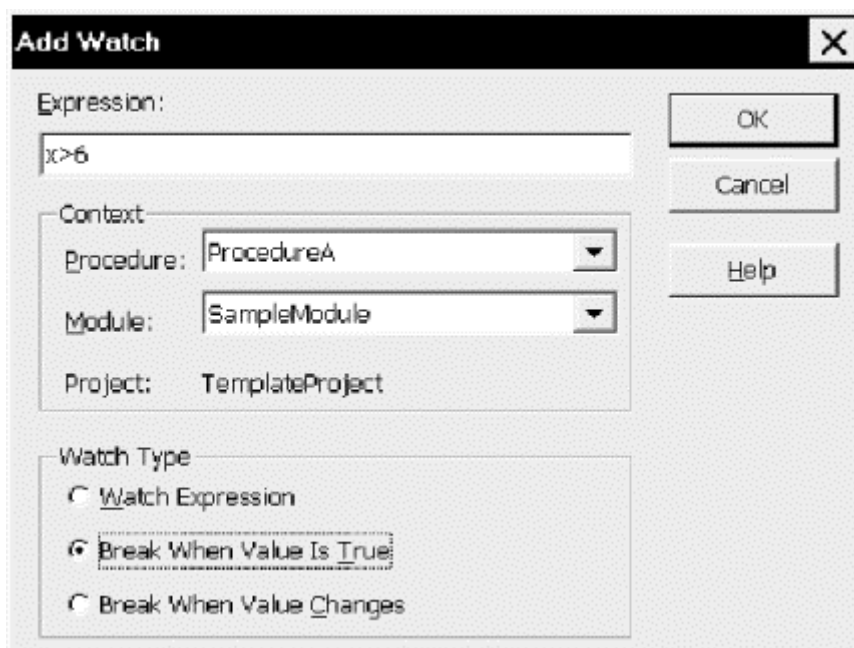 Add Watch
Expression:
OK
x>6
Cancel
Context
Procedure: ProcedureA
Help
Module: SampleModule
Project: TemplateProject
Watch Type
Watch Expression
Break When Value Is True
Break When Value Changes